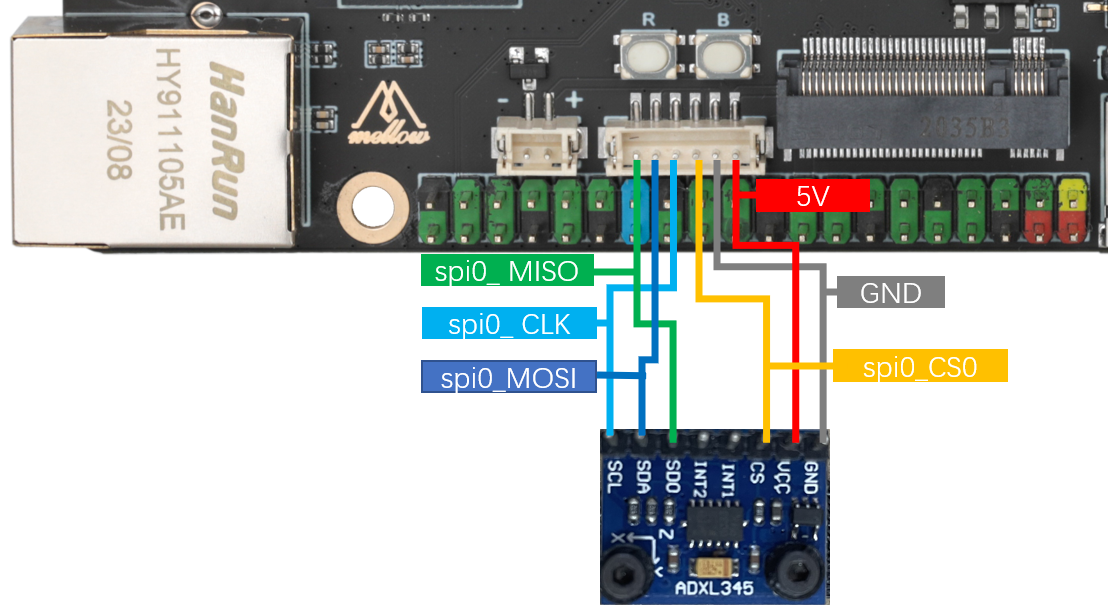 R B
HanRun
HY911105AE
23/08
mellow
- +
2035B3
5V
spi0_ MISO
GND
spi0_ CLK
spi0_CS0
spi0_MOSI
SCL
SDA
SDO
INT2
INT1
CS
VCC
GND
X
Z
Y
ADXL345